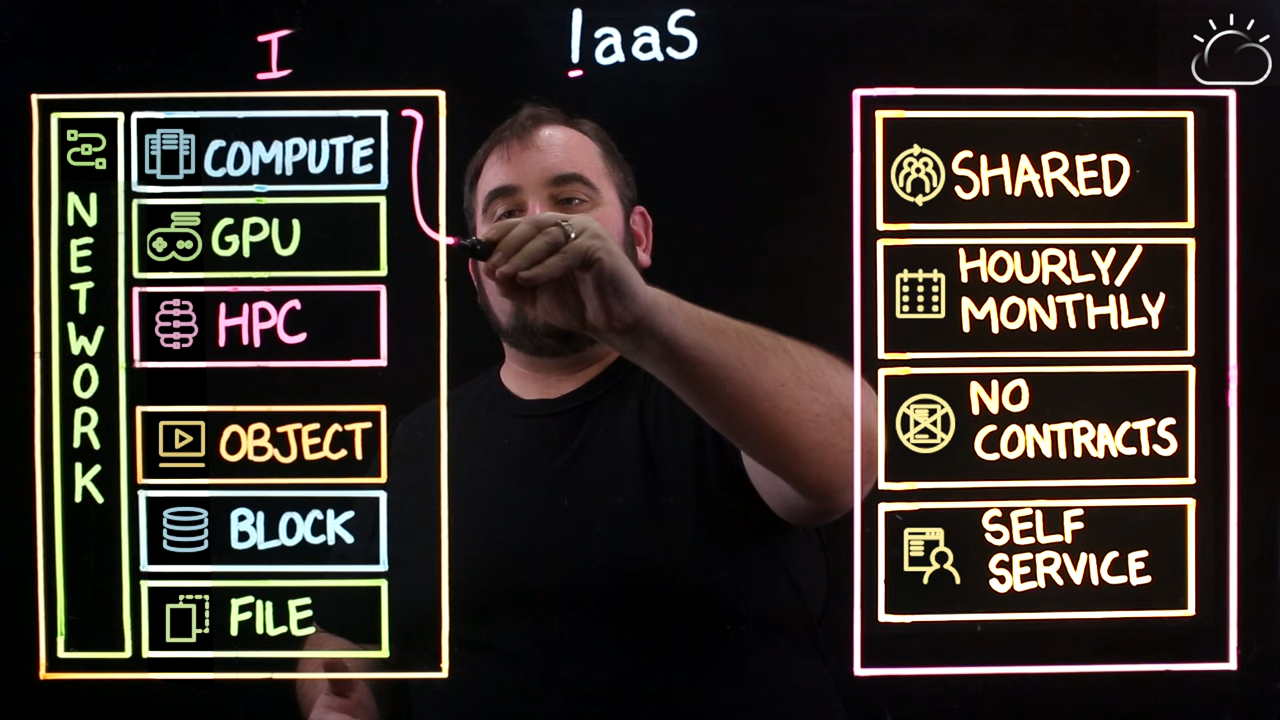 I
IaaS
NETWORK
COMPUTE
GPU
HPC
OBJECT
BLOCK
FILE
SHARED
HOURLY/
MONTHLY
NO
CONTRACTS
SELF
SERVICE